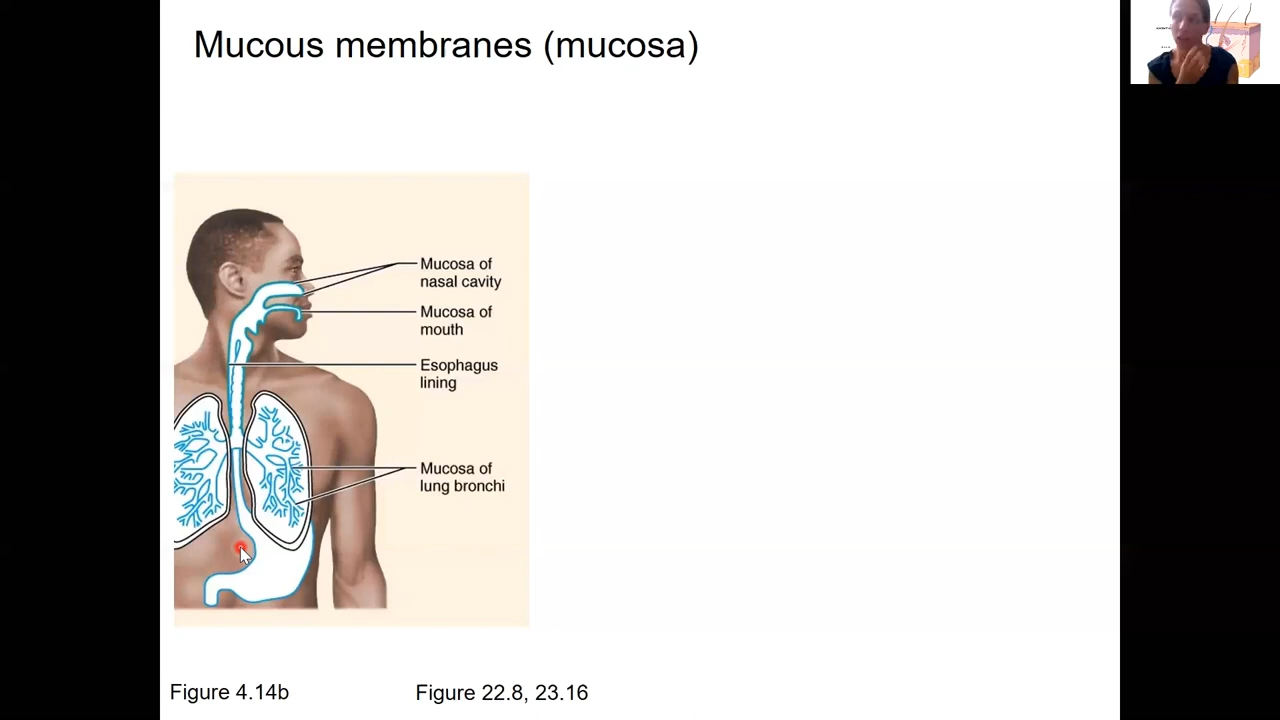 Mucous membranes (mucosa)
Mucosa of
nasal cavity
Mucosa of
mouth
Esophagus
lining
Mucosa of
lung bronchi
Figure 4.14b
Figure 22.8, 23.16